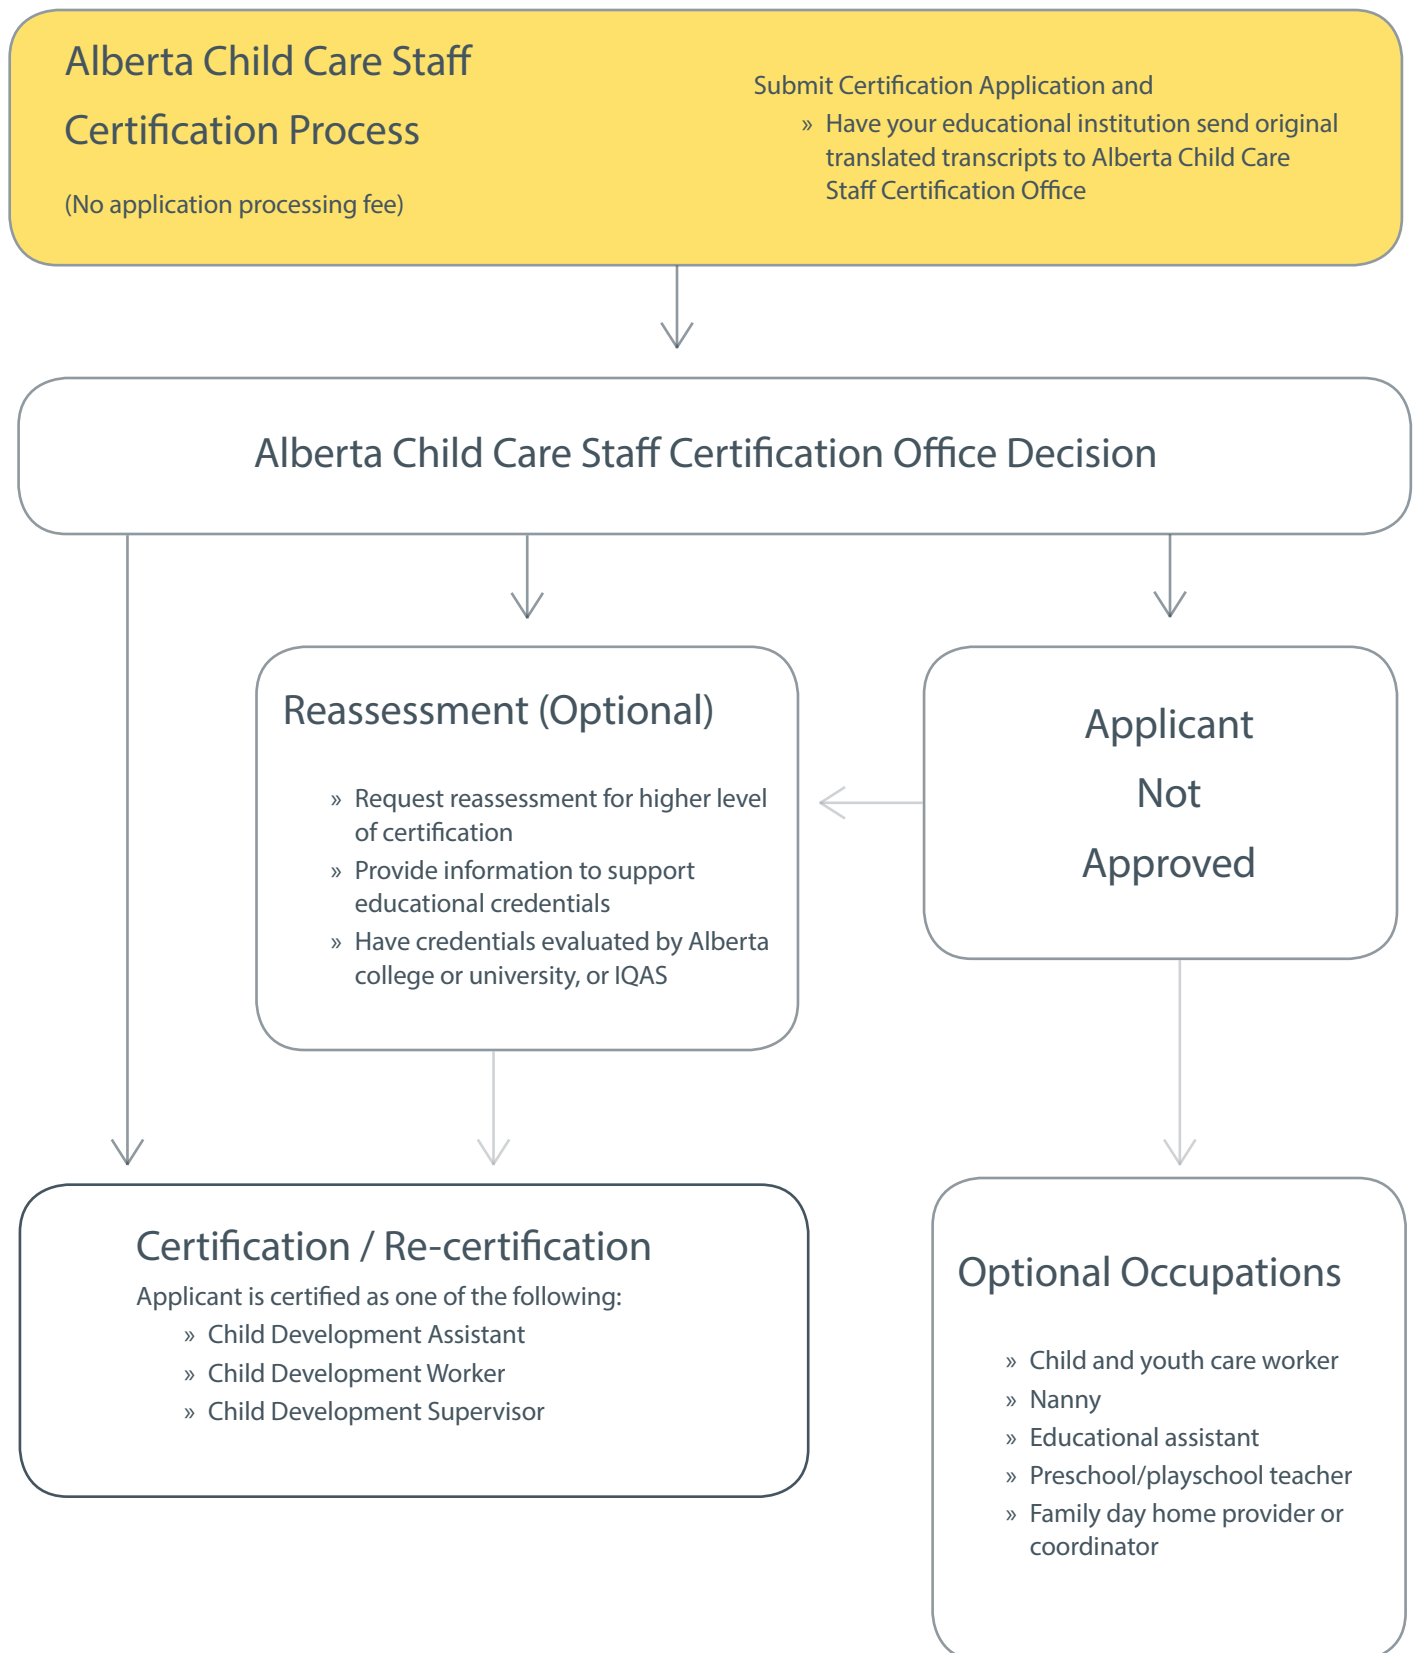 Alberta Child Care Staff
Certification Process
(No application processing fee)
Submit Certification Application and
» Have your educational institution send original
translated transcripts to Alberta Child Care
Staff Certification Office
Alberta Child Care Staff Certification Office Decision
Reassessment (Optional)
» Request reassessment for higher level
of certification
» Provide information to support
educational credentials
» Have credentials evaluated by Alberta
college or university, or IQAS
Applicant
Not
Approved
Certification / Re-certification
Applicant is certified as one of the following:
» Child Development Assistant
» Child Development Worker
» Child Development Supervisor
Optional Occupations
» Child and youth care worker
» Nanny
» Educational assistant
» Preschool/playschool teacher
» Family day home provider or
coordinator